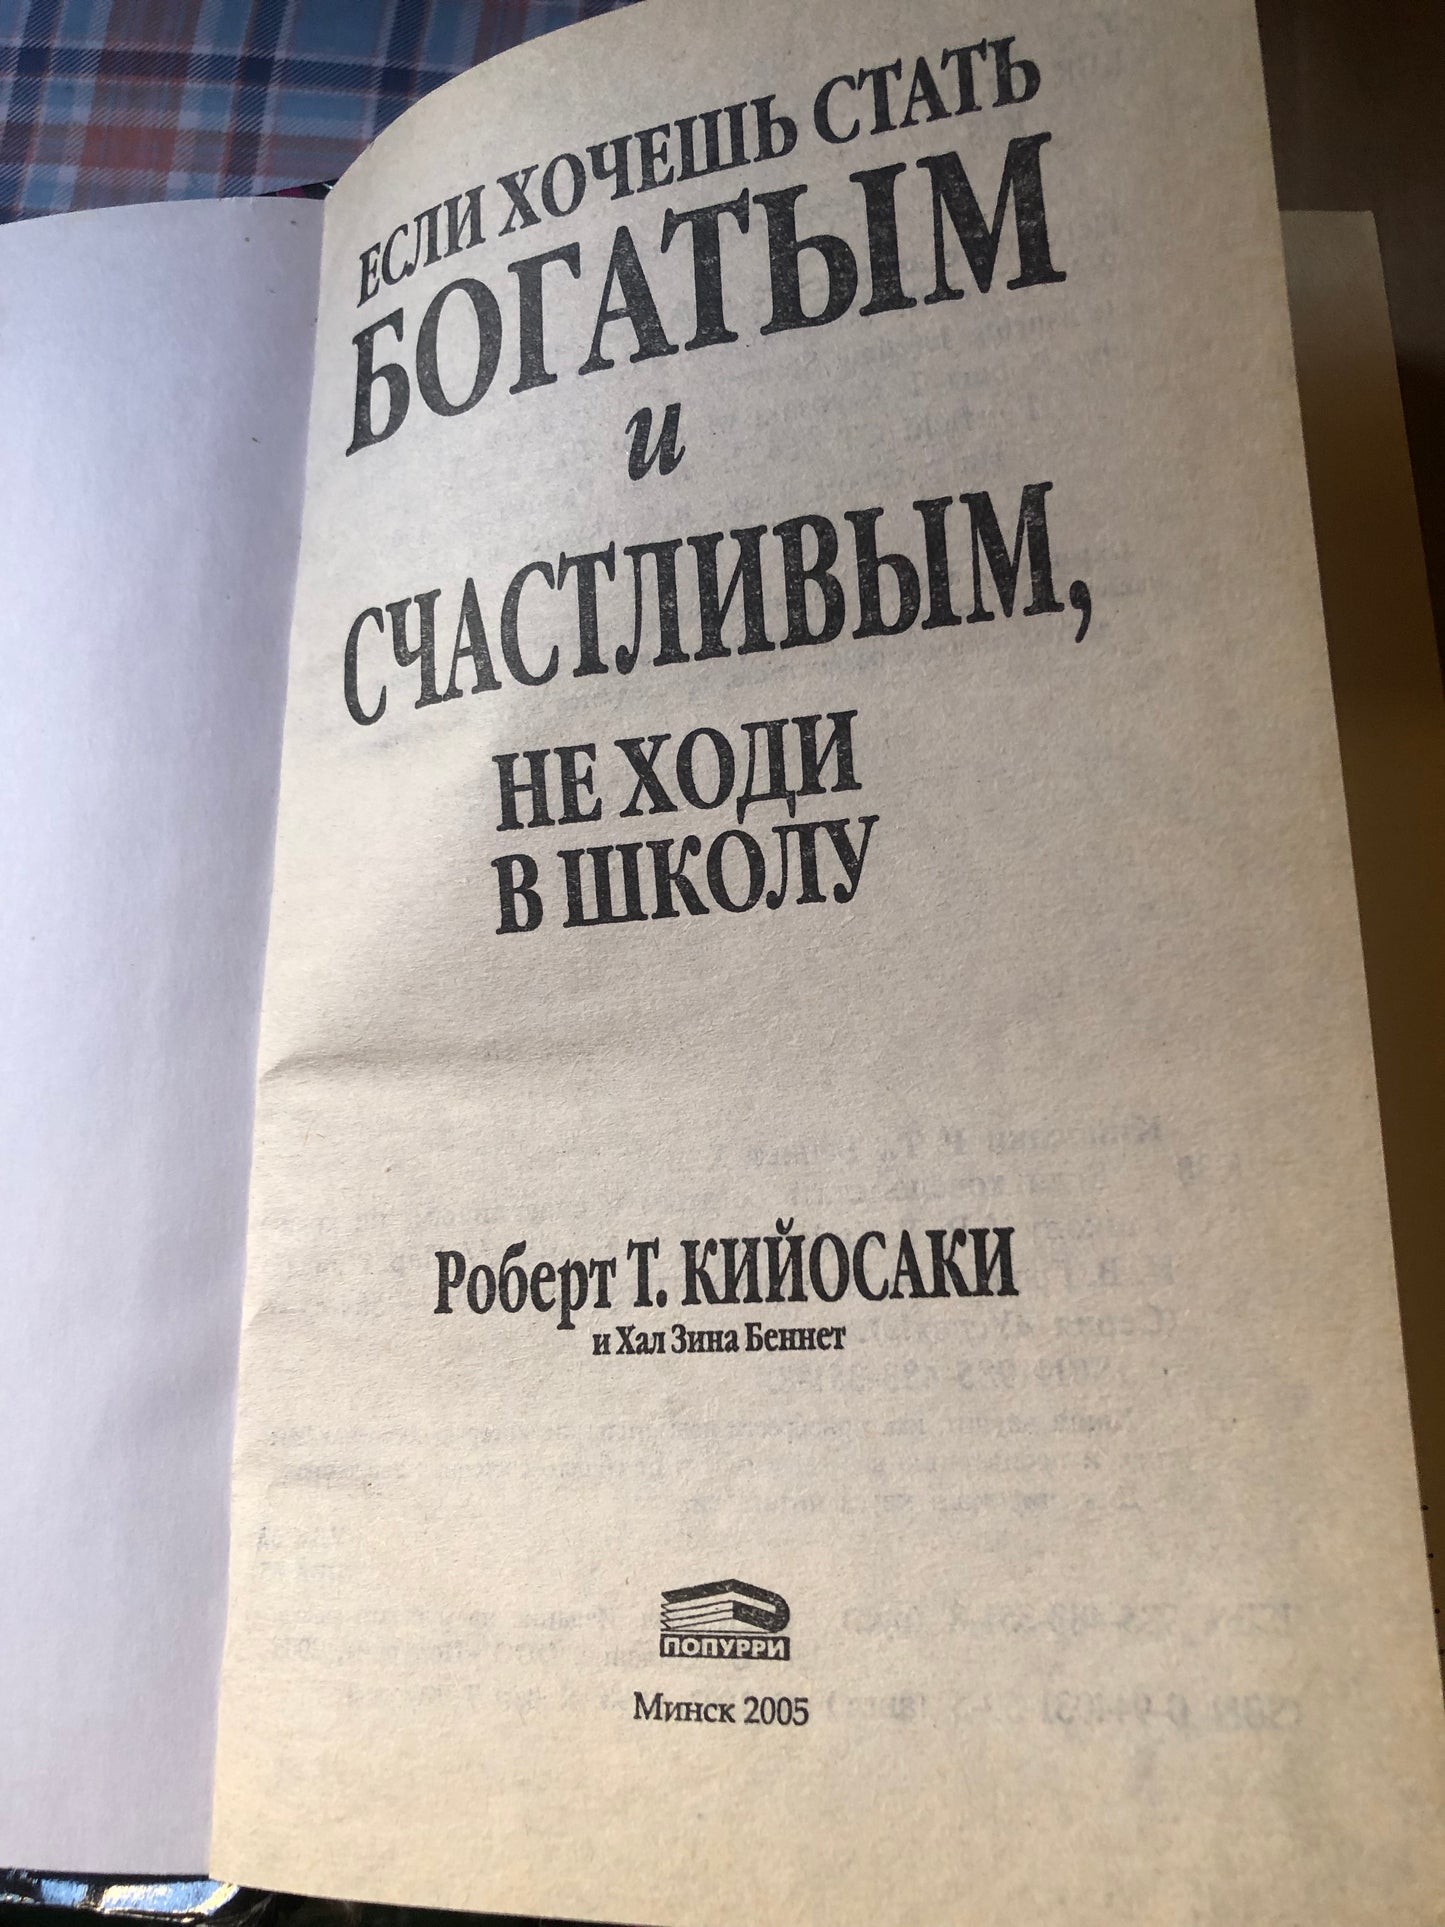 ЕСЛИ ХОЧЕШЬ СТАТЬ
БОГАТЫМ
и
СЧАСТЛИВЫМ,
НЕ ХОДИ
В ШКОЛУ
Роберт Т. КИЙОСАКИ
и Хал Зина Беннет
ПОПУРРИ
Минск 2005